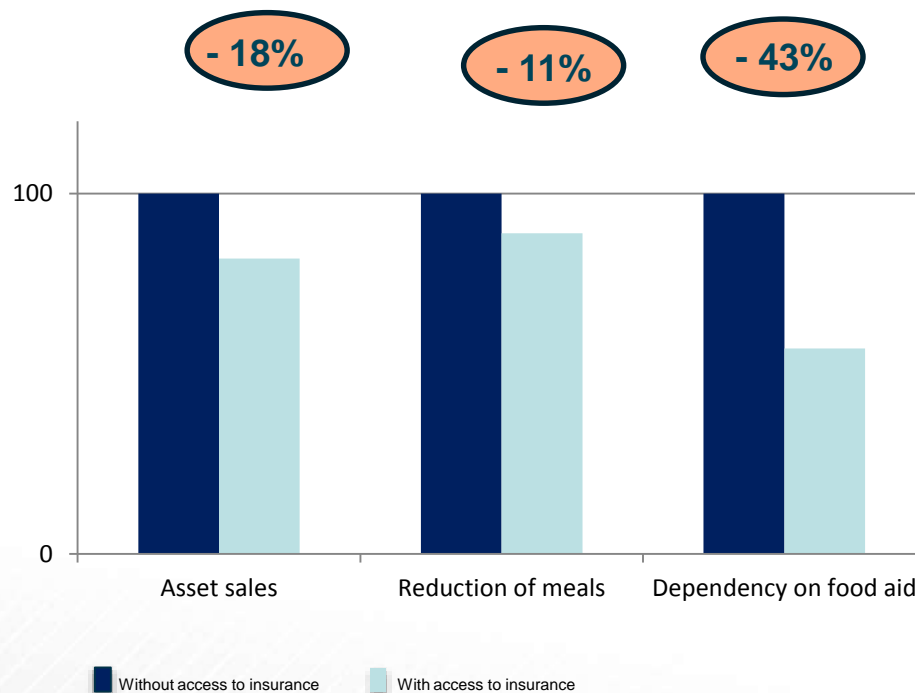 - 18%
- 11%
- 43%
100
0
Asset sales
Reduction of meals
Dependency on food aid
Without access to insurance
With access to insurance